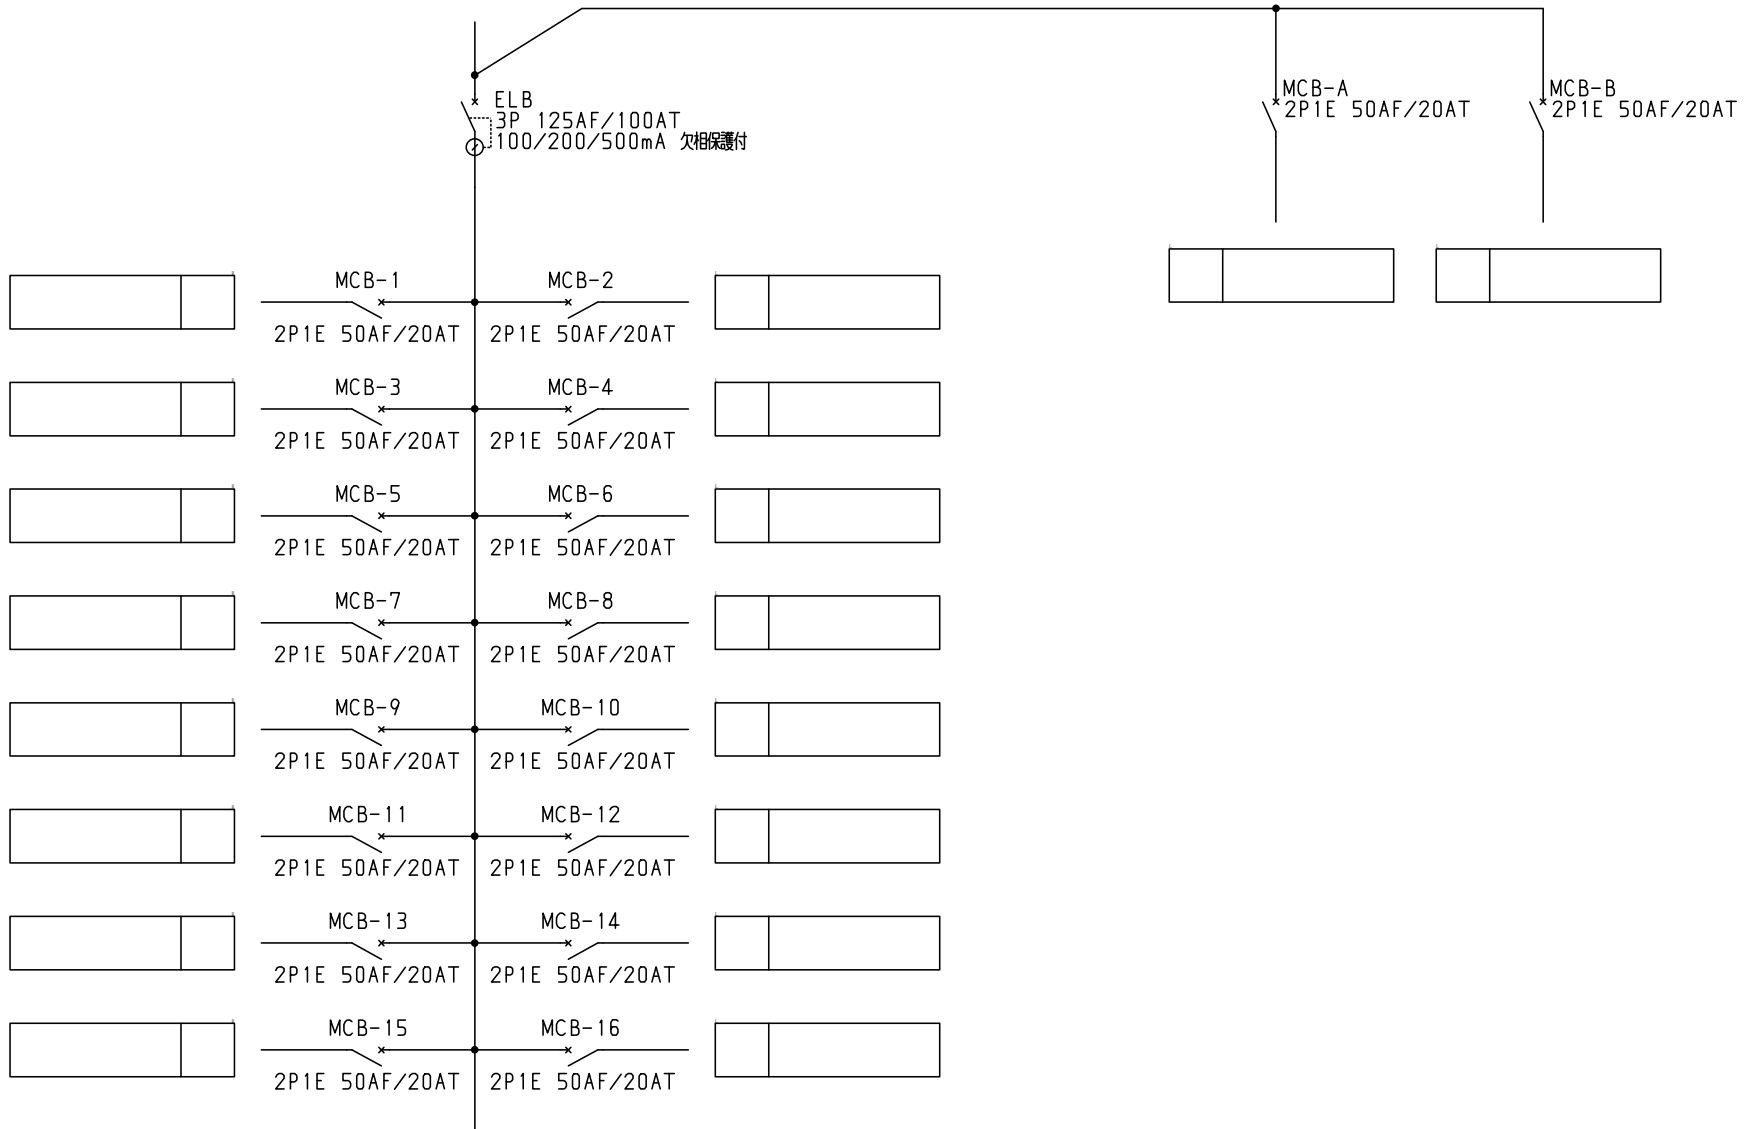 ELB
3P 125AF/100AT
100/200/500mA 欠相保護付
MCB-A
2P1E 50AF/20AT
MCB-B
2P1E 50AF/20AT
MCB-1
2P1E 50AF/20AT
MCB-2
2P1E 50AF/20AT
MCB-3
2P1E 50AF/20AT
MCB-4
2P1E 50AF/20AT
MCB-5
2P1E 50AF/20AT
MCB-6
2P1E 50AF/20AT
MCB-7
2P1E 50AF/20AT
MCB-8
2P1E 50AF/20AT
MCB-9
2P1E 50AF/20AT
MCB-10
2P1E 50AF/20AT
MCB-11
2P1E 50AF/20AT
MCB-12
2P1E 50AF/20AT
MCB-13
2P1E 50AF/20AT
MCB-14
2P1E 50AF/20AT
MCB-15
2P1E 50AF/20AT
MCB-16
2P1E 50AF/20AT